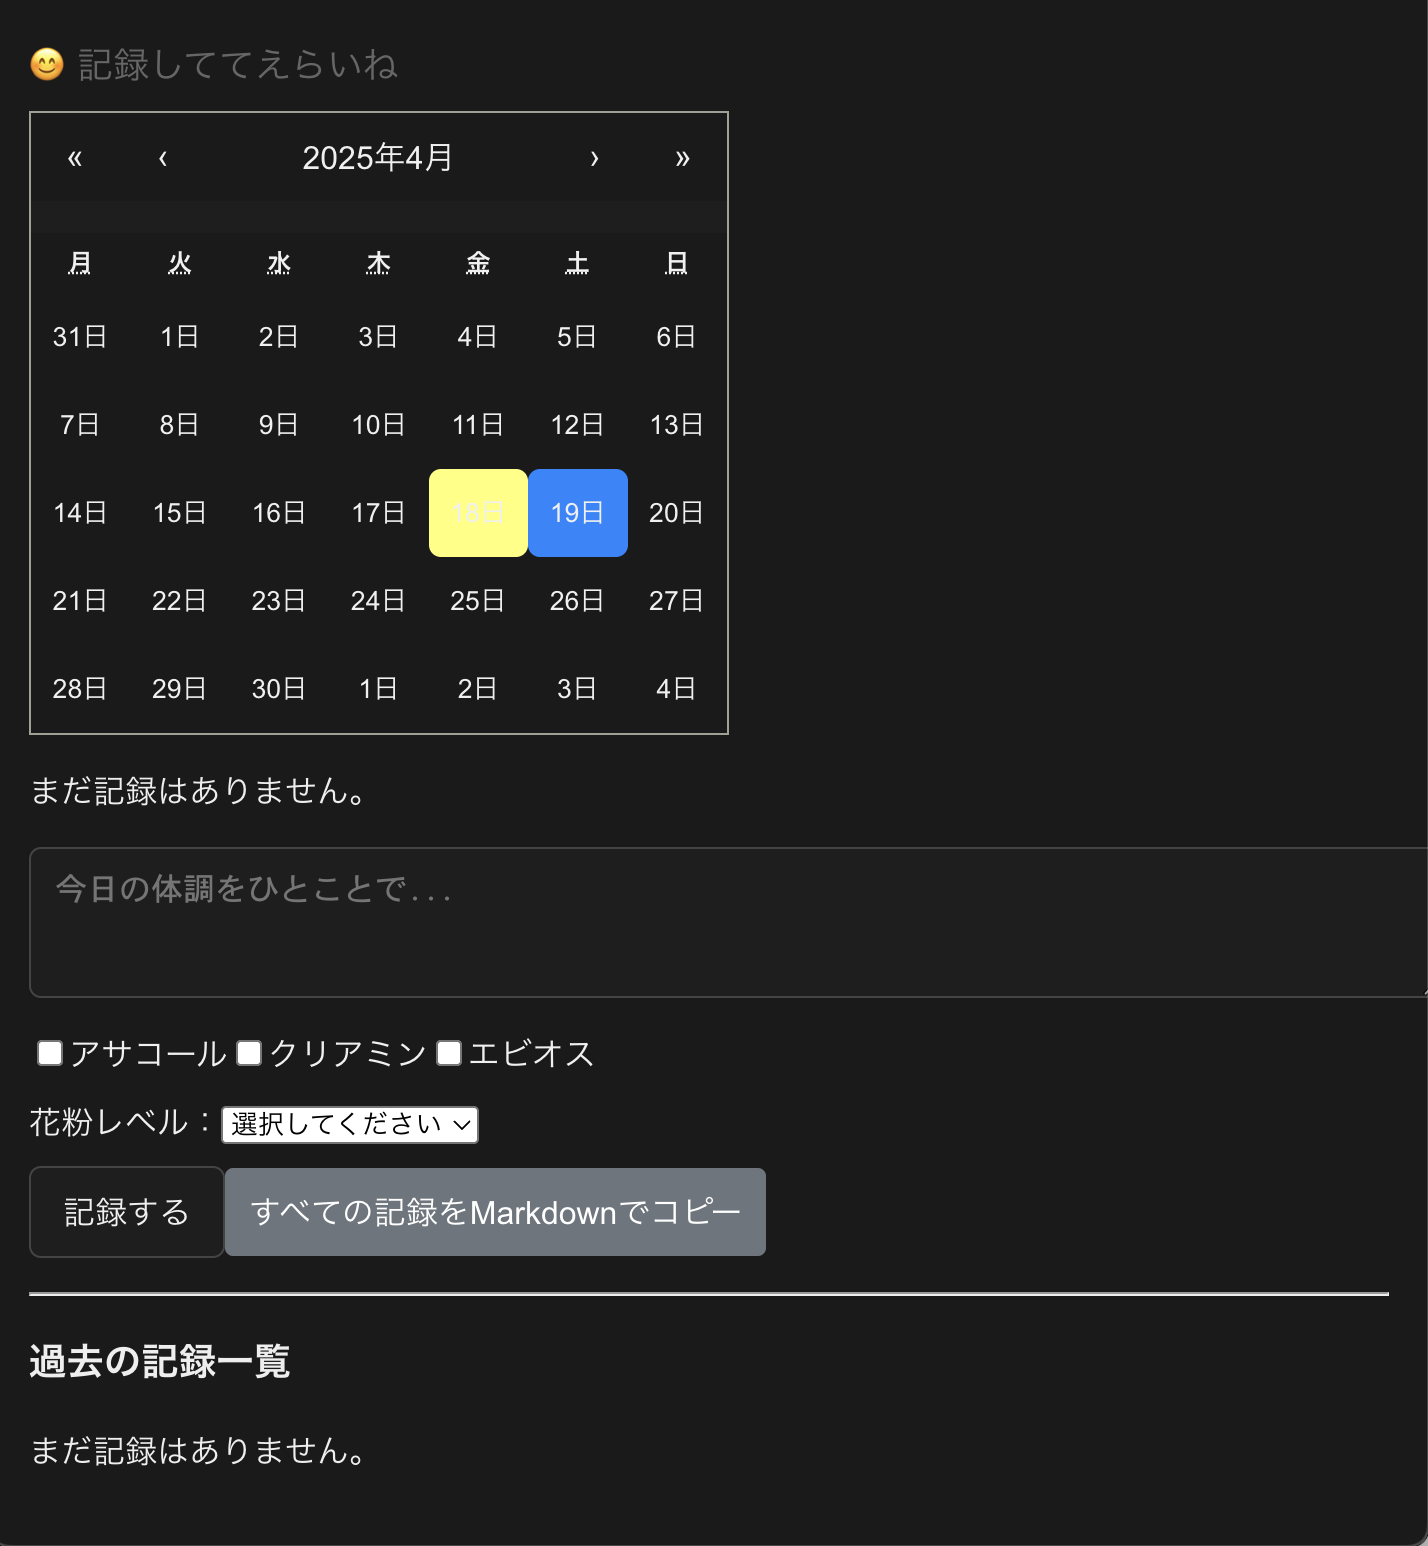 😊 記録しててえらいね
« ‹ 2025年4月 › »
月 火 水 木 金 土 日
31日 1日 2日 3日 4日 5日 6日
7日 8日 9日 10日 11日 12日 13日
14日 15日 16日 17日 18日 19日 20日
21日 22日 23日 24日 25日 26日 27日
28日 29日 30日 1日 2日 3日 4日
まだ記録はありません。
今日の体調をひとことで...
アサコール クリアミン エビオス
花粉レベル：選択してください
記録する すべての記録をMarkdownでコピー
過去の記録一覧
まだ記録はありません。